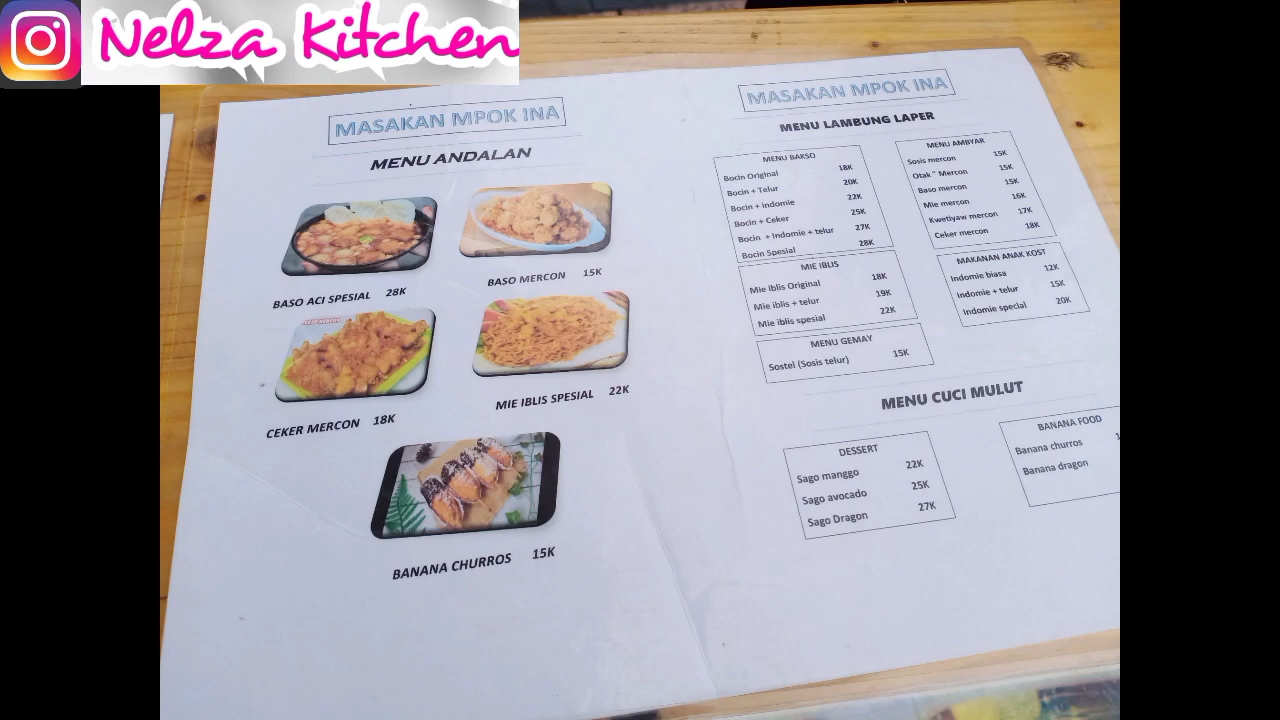 Nelza Kitchen
MASAKAN MPOK INA
MENU ANDALAN
BASO ACI SPESIAL 28K
BASO MERCON 15K
CEKER MERCON 18K
MIE IBLIS SPESIAL 22K
BANANA CHURROS 15K
MASAKAN MPOK INA
MENU LAMBUNG LAPER
MENU BAKSO
Bocin Original 18K
Bocin + Telur 20K
Bocin + indomie 22K
Bocin + Ceker 25K
Bocin + Indomie + telur 27K
Bocin Spesial 28K
MIE IBLIS
Mie iblis Original 18K
Mie iblis + telur 19K
Mie iblis spesial 22K
MENU GEMAY
Sostel (Sosis telur) 15K
MENU AMBYAR
Sosis mercon 15K
Otak " Mercon 15K
Baso mercon 15K
Mie mercon 16K
Kwetiyaw mercon 17K
Ceker mercon 18K
MAKANAN ANAK KOST
Indomie biasa 12K
Indomie + telur 15K
Indomie special 20K
MENU CUCI MULUT
DESSERT
Sago manggo 22K
Sago avocado 25K
Sago Dragon 27K
BANANA FOOD
Banana churros
Banana dragon